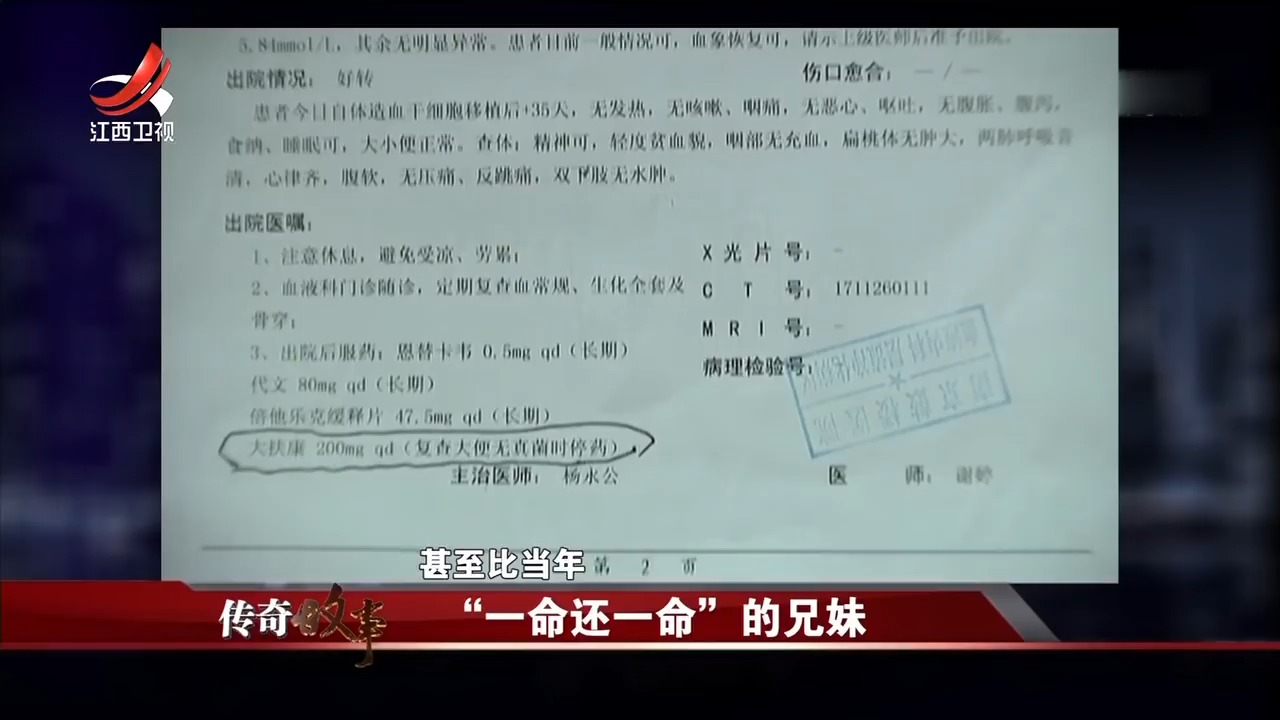 江西卫视
5.84mmol/L，其余无明显异常。患者目前一般情况可，血象恢复可，请示上级医师后准予出院。
出院情况： 好转 伤口愈合： — / —
患者今日自体造血干细胞移植后+35天，无发热，无咳嗽、咽痛，无恶心、呕吐，无腹胀、腹泻，
食纳、睡眠可，大小便正常。查体：精神可，轻度贫血貌，咽部无充血，扁桃体无肿大，两肺呼吸音
清，心律齐，腹软，无压痛、反跳痛，双下肢无水肿。
出院医嘱：
1、注意休息，避免受凉、劳累；
X 光 片 号： -
2、血液科门诊随诊，定期复查血常规、生化全套及
C T 号： 1711260111
骨穿；
M R I 号： -
3、出院后服药：恩替卡韦 0.5mg qd（长期）
病理检验号：
代文 80mg qd（长期）
倍他乐克缓释片 47.5mg qd（长期）
大扶康 200mg qd（复查大便无真菌时停药）
南京鼓楼医院
主治医师： 杨永公 医 师： 谢婷
第 2 页
甚至比当年
传奇故事
“一命还一命”的兄妹